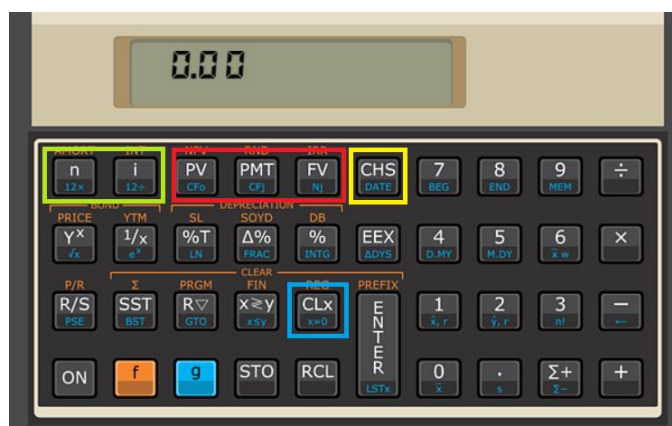 0.00
AMORT INT NPV RND IRR
n i PV PMT FV CHS 7 8 9 ÷
12× 12÷ CFo CFj Nj DATE BEG END MEM
BOND DEPRECIATION
PRICE YTM SL SOYD DB
Yˣ 1/x %T Δ% % EEX 4 5 6 ×
√x eˣ LN FRAC INTG ΔDYS D.MY M.DY x̄ w
CLEAR
P/R Σ PRGM FIN REG PREFIX
R/S SST R▽ x≷y CLx ENTER 1 2 3 −
PSE BST GTO x≤y x=0 x̂, r ŷ, r n! ←
ON f g STO RCL 0 . Σ+ +
LSTx x̄ s Σ−